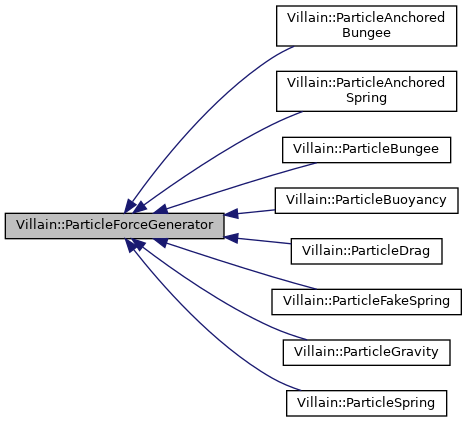 Villain::ParticleAnchored
Bungee
Villain::ParticleAnchored
Spring
Villain::ParticleBungee
Villain::ParticleBuoyancy
Villain::ParticleForceGenerator
Villain::ParticleDrag
Villain::ParticleFakeSpring
Villain::ParticleGravity
Villain::ParticleSpring